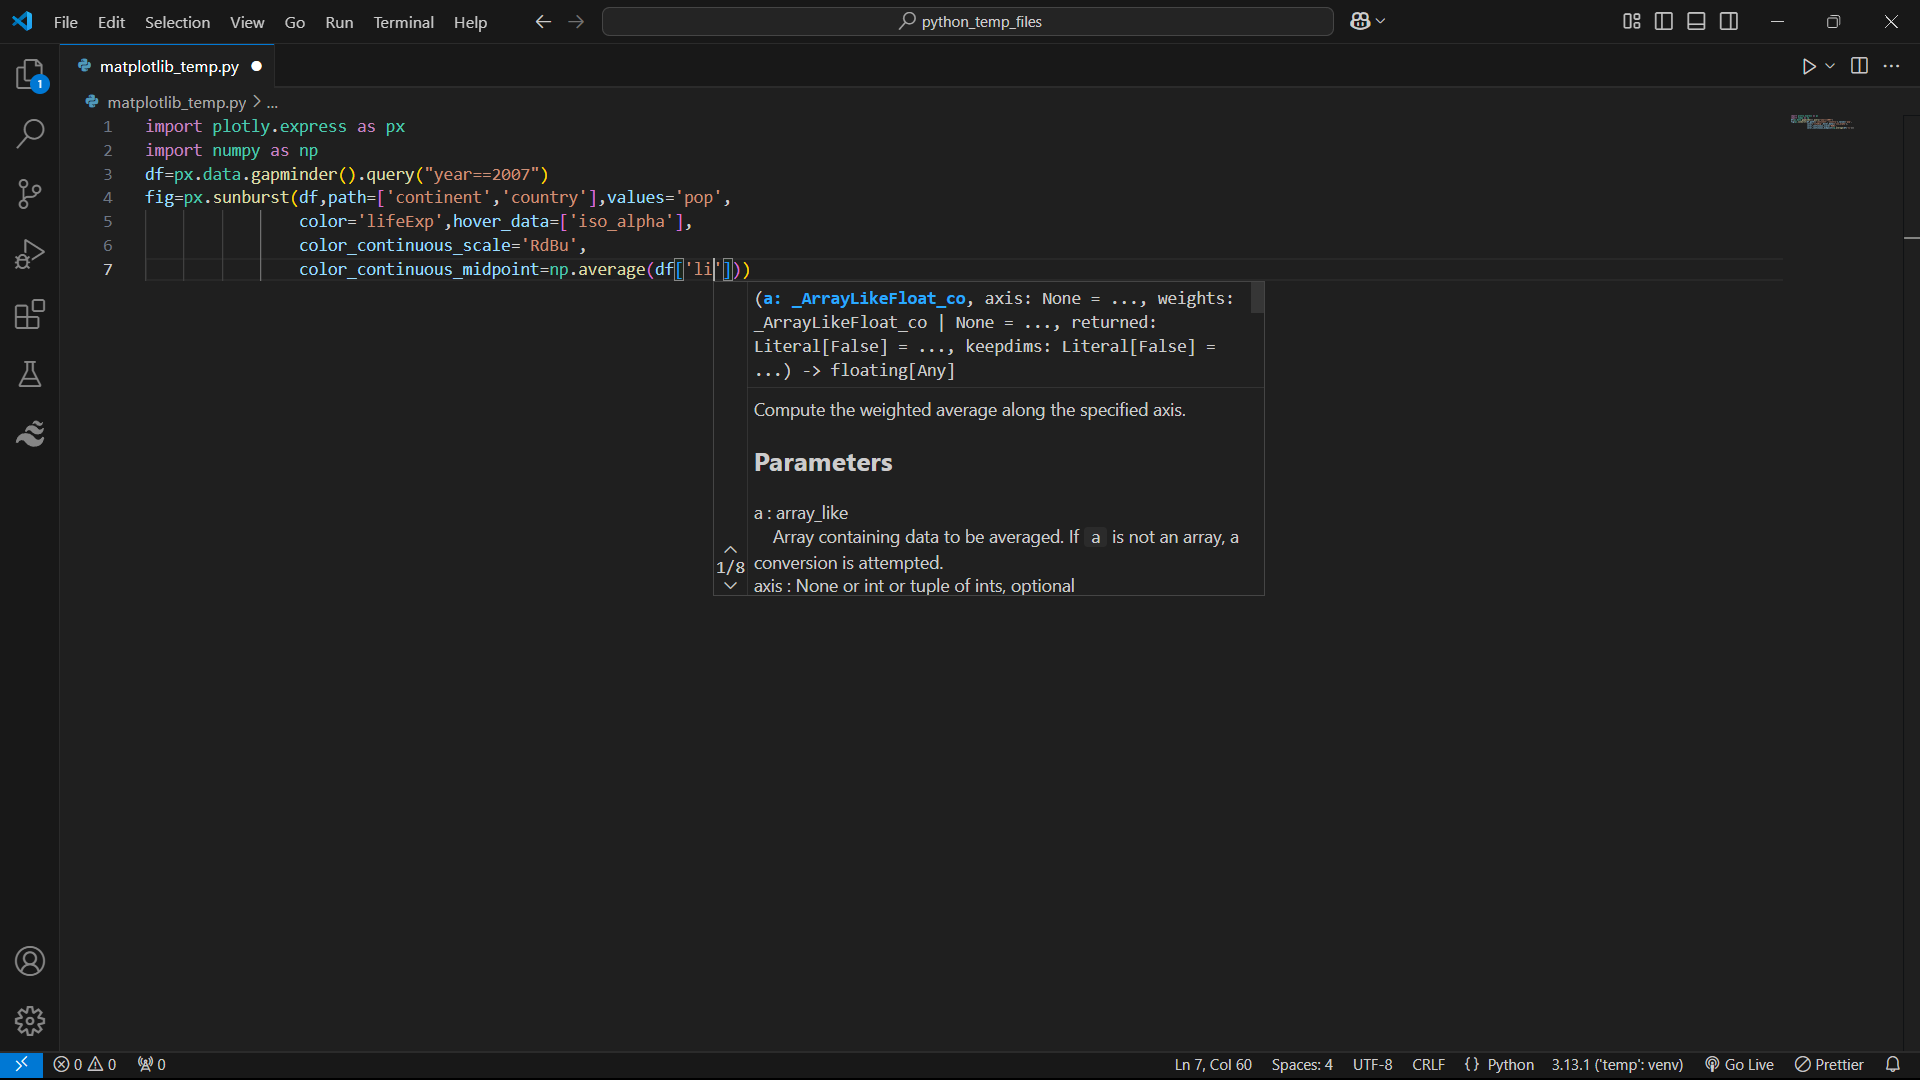 File Edit Selection View Go Run Terminal Help python_temp_files
1
matplotlib_temp.py
matplotlib_temp.py > ...
1 import plotly.express as px
2 import numpy as np
3 df=px.data.gapminder().query("year==2007")
4 fig=px.sunburst(df,path=['continent','country'],values='pop',
5 color='lifeExp',hover_data=['iso_alpha'],
6 color_continuous_scale='RdBu',
7 color_continuous_midpoint=np.average(df['li']))
(a: _ArrayLikeFloat_co, axis: None = ..., weights:
_ArrayLikeFloat_co | None = ..., returned:
Literal[False] = ..., keepdims: Literal[False] =
...) -> floating[Any]
Compute the weighted average along the specified axis.
Parameters
a : array_like
Array containing data to be averaged. If a is not an array, a
conversion is attempted.
1/8
axis : None or int or tuple of ints, optional
0 0 0 Ln 7, Col 60 Spaces: 4 UTF-8 CRLF {} Python 3.13.1 ('temp': venv) Go Live Prettier